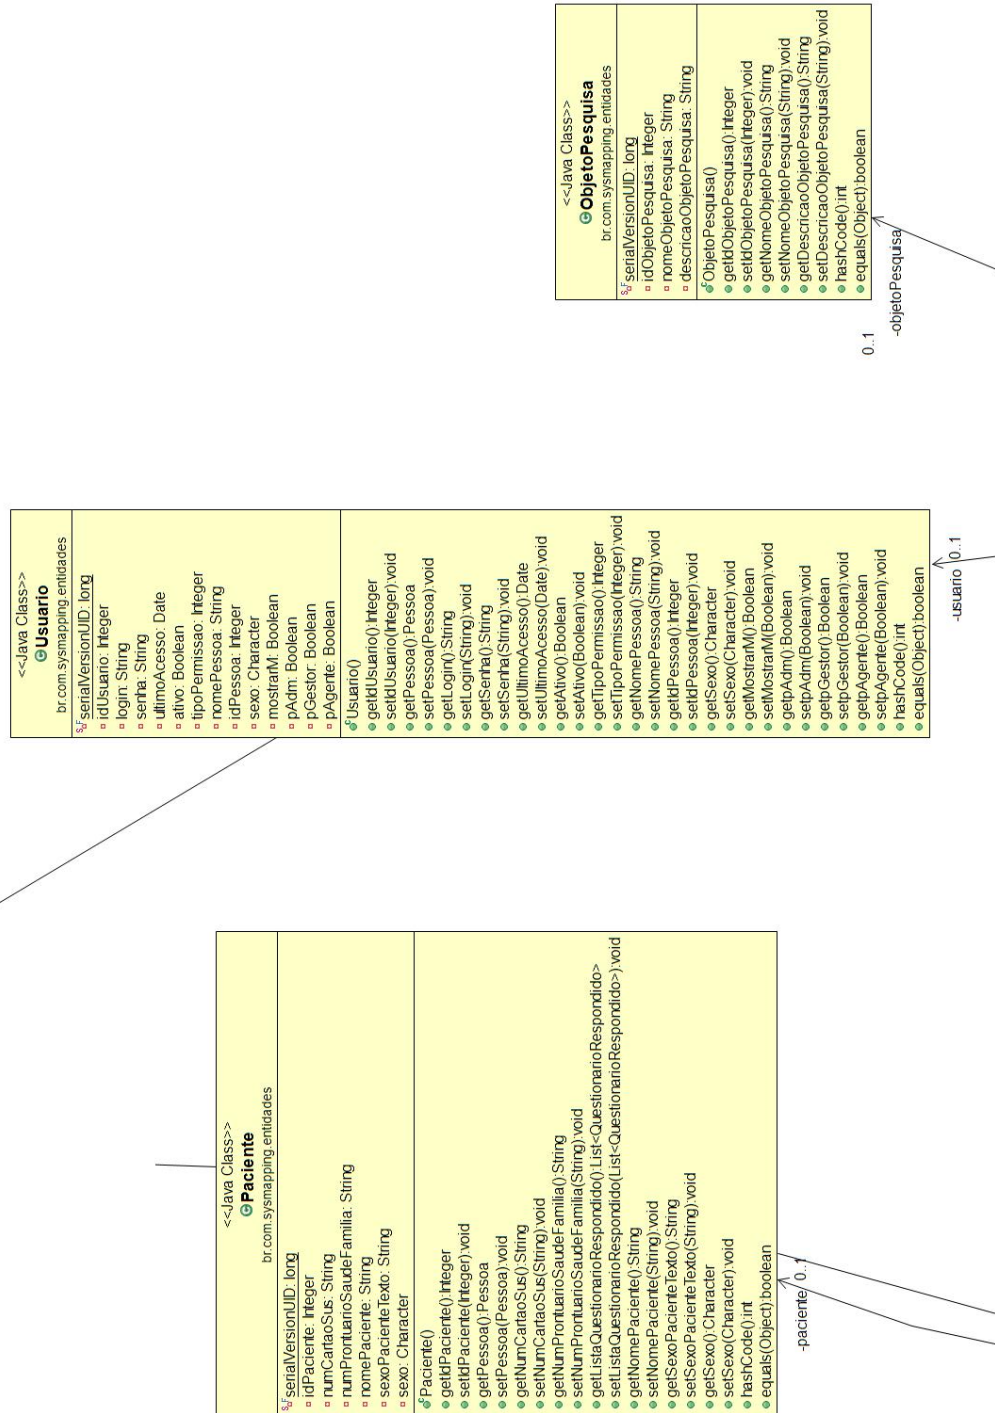 <<Java Class>>
Paciente
br.com.sysmapping.entidades
serialVersionUID: long
idPaciente: Integer
numCartaoSus: String
numProntuarioSaudeFamilia: String
nomePaciente: String
sexoPacienteTexto: String
sexo: Character
Paciente()
getIdPaciente():Integer
setIdPaciente(Integer):void
getPessoa():Pessoa
setPessoa(Pessoa):void
getNumCartaoSus():String
setNumCartaoSus(String):void
getNumProntuarioSaudeFamilia():String
setNumProntuarioSaudeFamilia(String):void
getListaQuestionarioRespondido():List<QuestionarioRespondido>
setListaQuestionarioRespondido(List<QuestionarioRespondido>):void
getNomePaciente():String
setNomePaciente(String):void
getSexoPacienteTexto():String
setSexoPacienteTexto(String):void
getSexo():Character
setSexo(Character):void
hashCode():int
equals(Object):boolean
-paciente 0..1
<<Java Class>>
Usuario
br.com.sysmapping.entidades
serialVersionUID: long
idUsuario: Integer
login: String
senha: String
ultimoAcesso: Date
ativo: Boolean
tipoPermissao: Integer
nomePessoa: String
idPessoa: Integer
sexo: Character
mostrarM: Boolean
pAdm: Boolean
pGestor: Boolean
pAgente: Boolean
Usuario()
getIdUsuario():Integer
setIdUsuario(Integer):void
getPessoa():Pessoa
setPessoa(Pessoa):void
getLogin():String
setLogin(String):void
getSenha():String
setSenha(String):void
getUltimoAcesso():Date
setUltimoAcesso(Date):void
getAtivo():Boolean
setAtivo(Boolean):void
getTipoPermissao():Integer
setTipoPermissao(Integer):void
getNomePessoa():String
setNomePessoa(String):void
getIdPessoa():Integer
setIdPessoa(Integer):void
getSexo():Character
setSexo(Character):void
getMostrarM():Boolean
setMostrarM(Boolean):void
getpAdm():Boolean
setpAdm(Boolean):void
getpGestor():Boolean
setpGestor(Boolean):void
getpAgente():Boolean
setpAgente(Boolean):void
hashCode():int
equals(Object):boolean
-usuario 0..1
<<Java Class>>
ObjetoPesquisa
br.com.sysmapping.entidades
serialVersionUID: long
idObjetoPesquisa: Integer
nomeObjetoPesquisa: String
descricaoObjetoPesquisa: String
ObjetoPesquisa()
getIdObjetoPesquisa():Integer
setIdObjetoPesquisa(Integer):void
getNomeObjetoPesquisa():String
setNomeObjetoPesquisa(String):void
getDescricaoObjetoPesquisa():String
setDescricaoObjetoPesquisa(String):void
hashCode():int
equals(Object):boolean
0..1
-objetoPesquisa